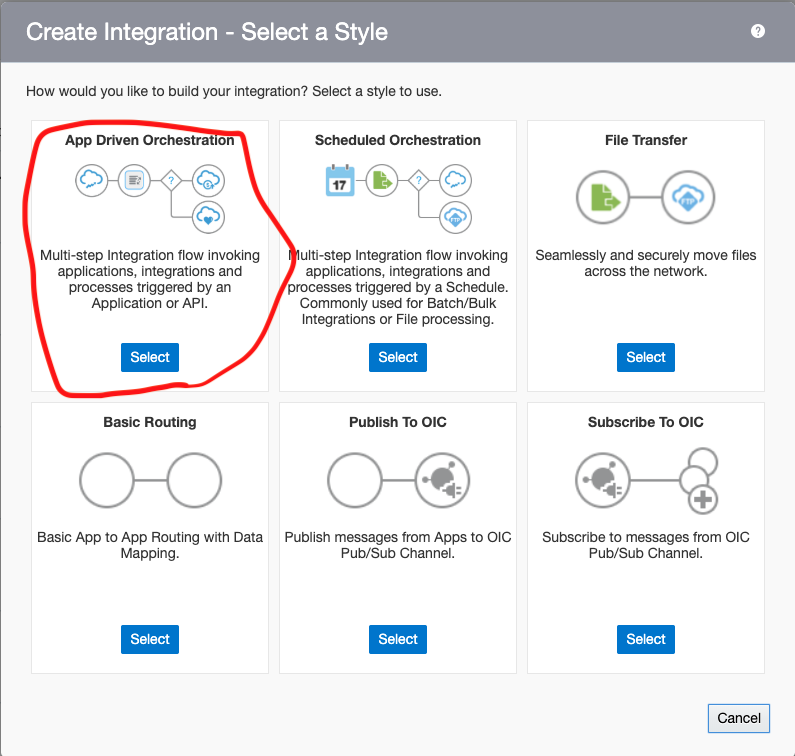 Create Integration - Select a Style
?
How would you like to build your integration? Select a style to use.
App Driven Orchestration
?
$
Multi-step Integration flow invoking
applications, integrations and
processes triggered by an
Application or API.
Select
Scheduled Orchestration
17
?
FTP
Multi-step Integration flow invoking
applications, integrations and
processes triggered by a Schedule.
Commonly used for Batch/Bulk
Integrations or File processing.
Select
File Transfer
FTP
Seamlessly and securely move files
across the network.
Select
Basic Routing
Basic App to App Routing with Data
Mapping.
Select
Publish To OIC
Publish messages from Apps to OIC
Pub/Sub Channel.
Select
Subscribe To OIC
Subscribe to messages from OIC
Pub/Sub Channel.
Select
Cancel